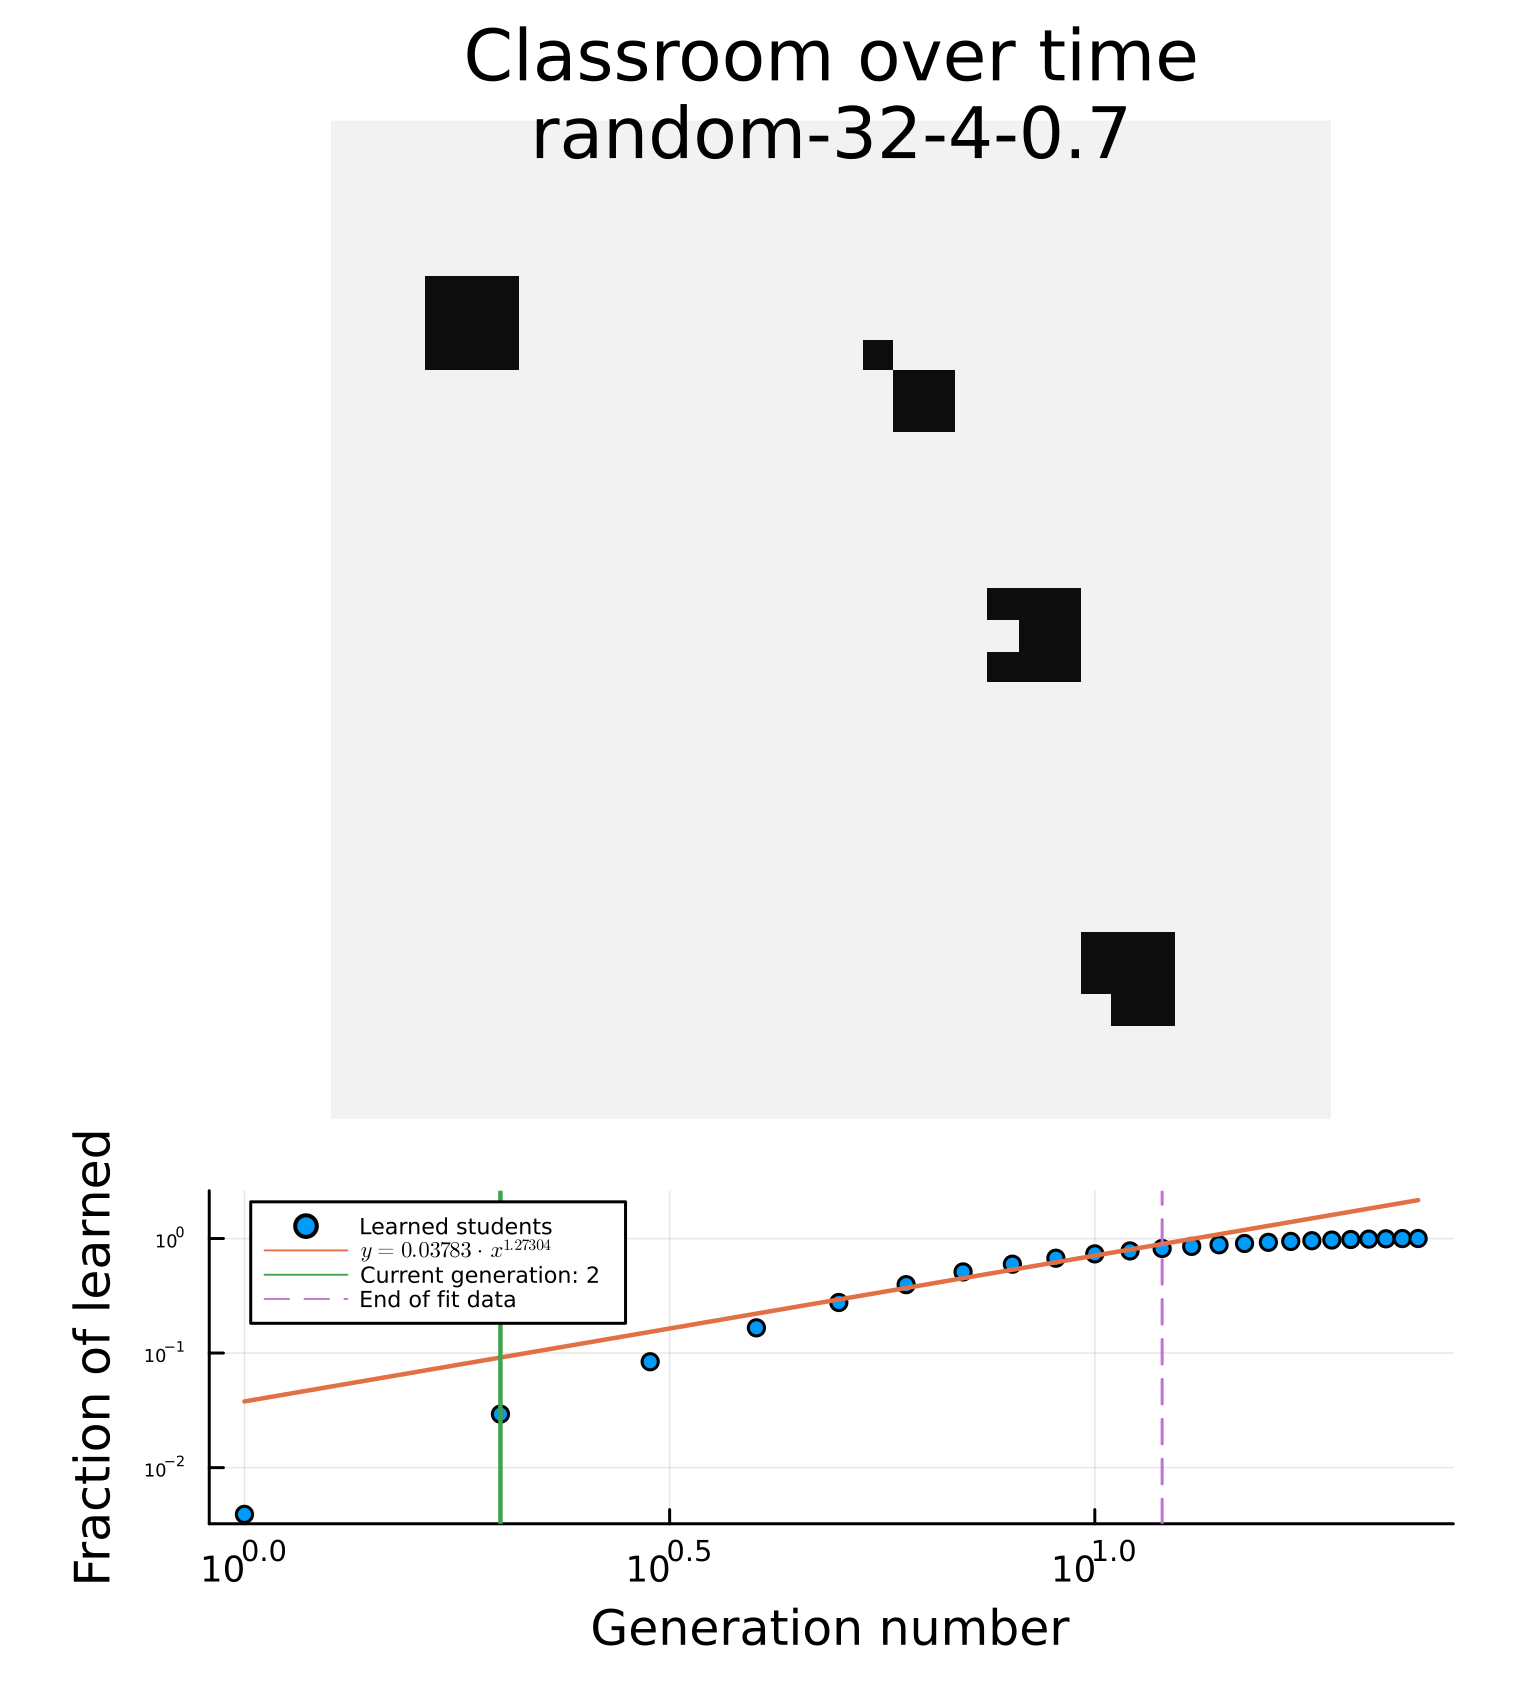 Classroom over time
random-32-4-0.7
Fraction of learned
10⁰
10⁻¹
10⁻²
Learned students
y = 0.03783 · x^1.27304
Current generation: 2
End of fit data
10^0.0
10^0.5
10^1.0
Generation number